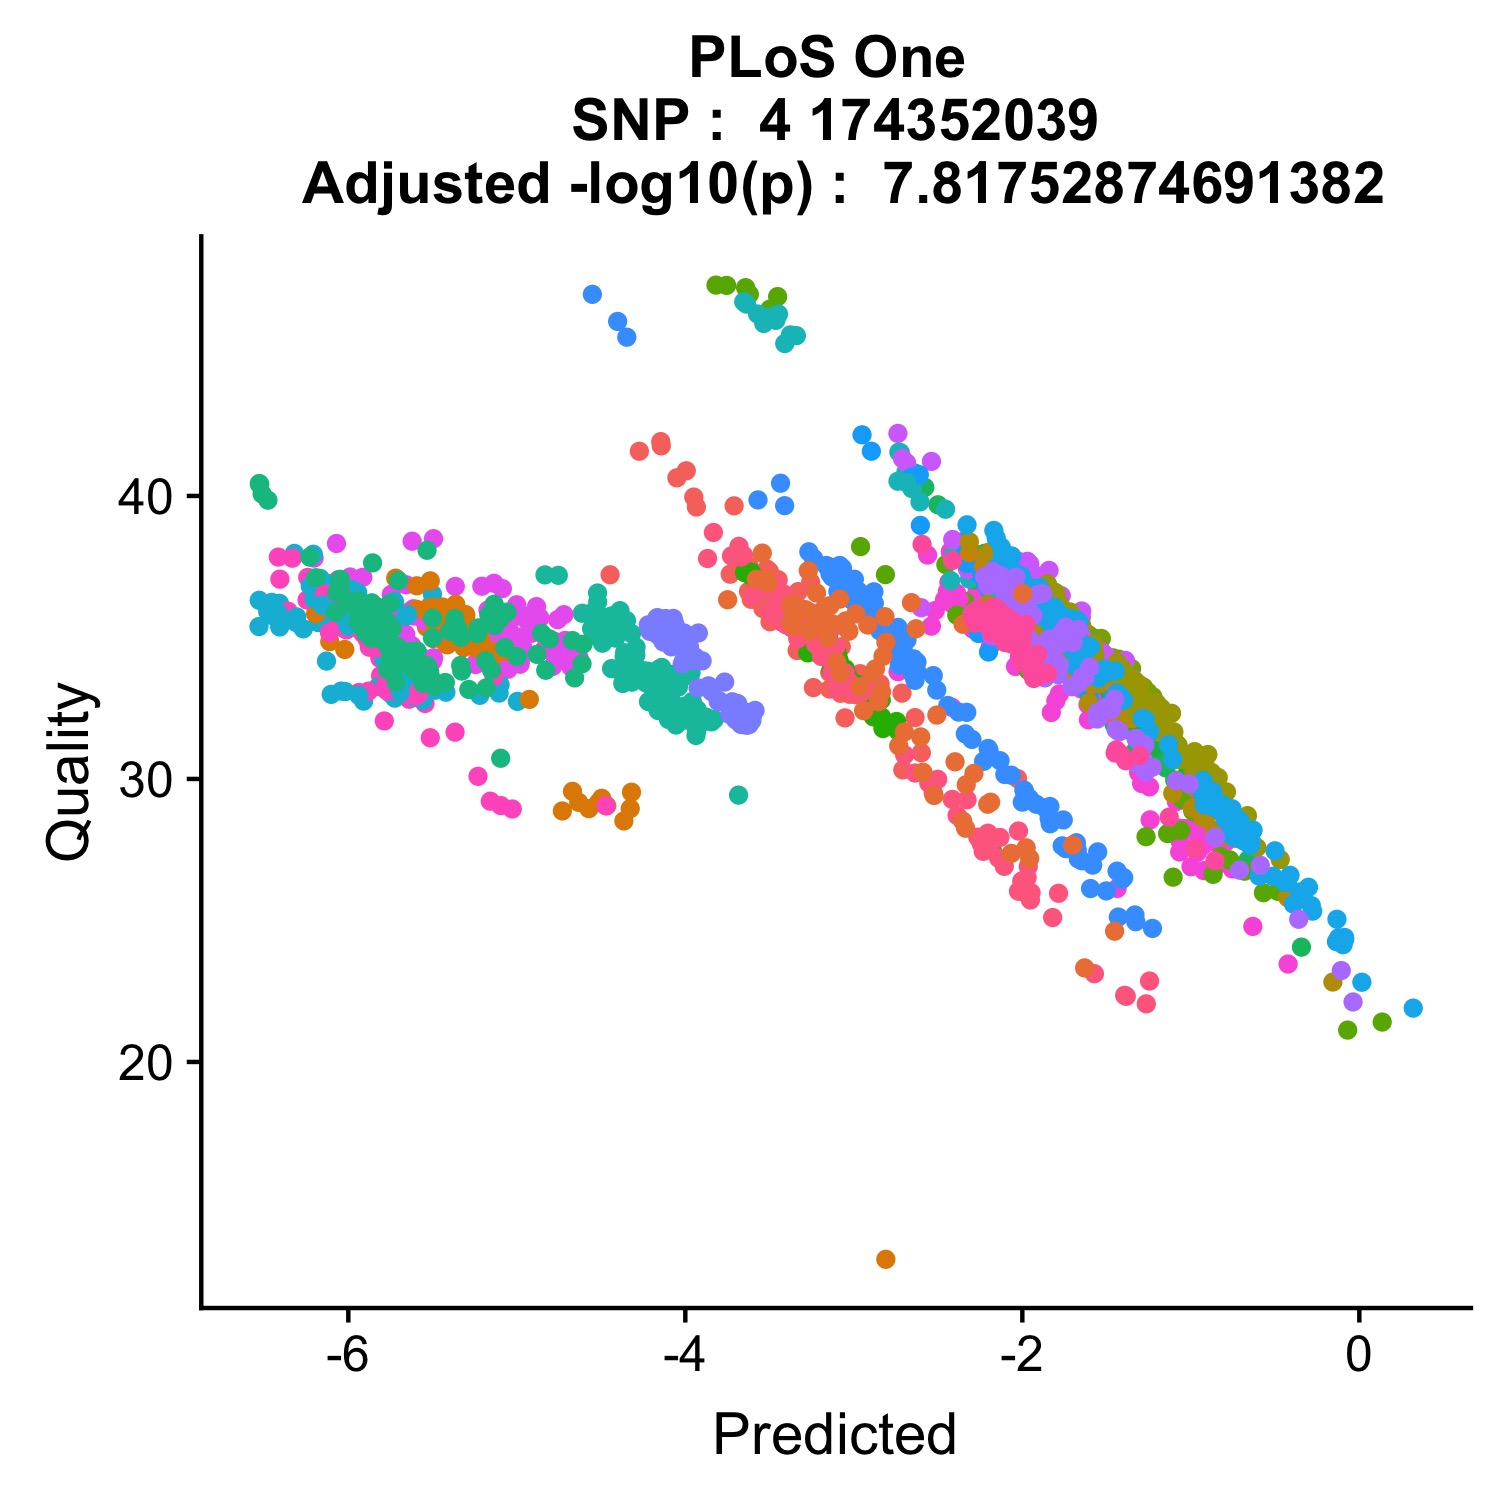 PLoS One
SNP : 4 174352039
Adjusted -log10(p) : 7.81752874691382
Quality
40
30
20
-6 -4 -2 0
Predicted